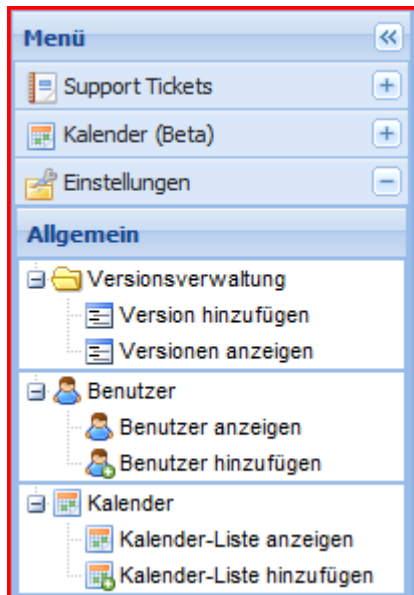 Menü
Support Tickets
Kalender (Beta)
Einstellungen
Allgemein
Versionsverwaltung
Version hinzufügen
Versionen anzeigen
Benutzer
Benutzer anzeigen
Benutzer hinzufügen
Kalender
Kalender-Liste anzeigen
Kalender-Liste hinzufügen